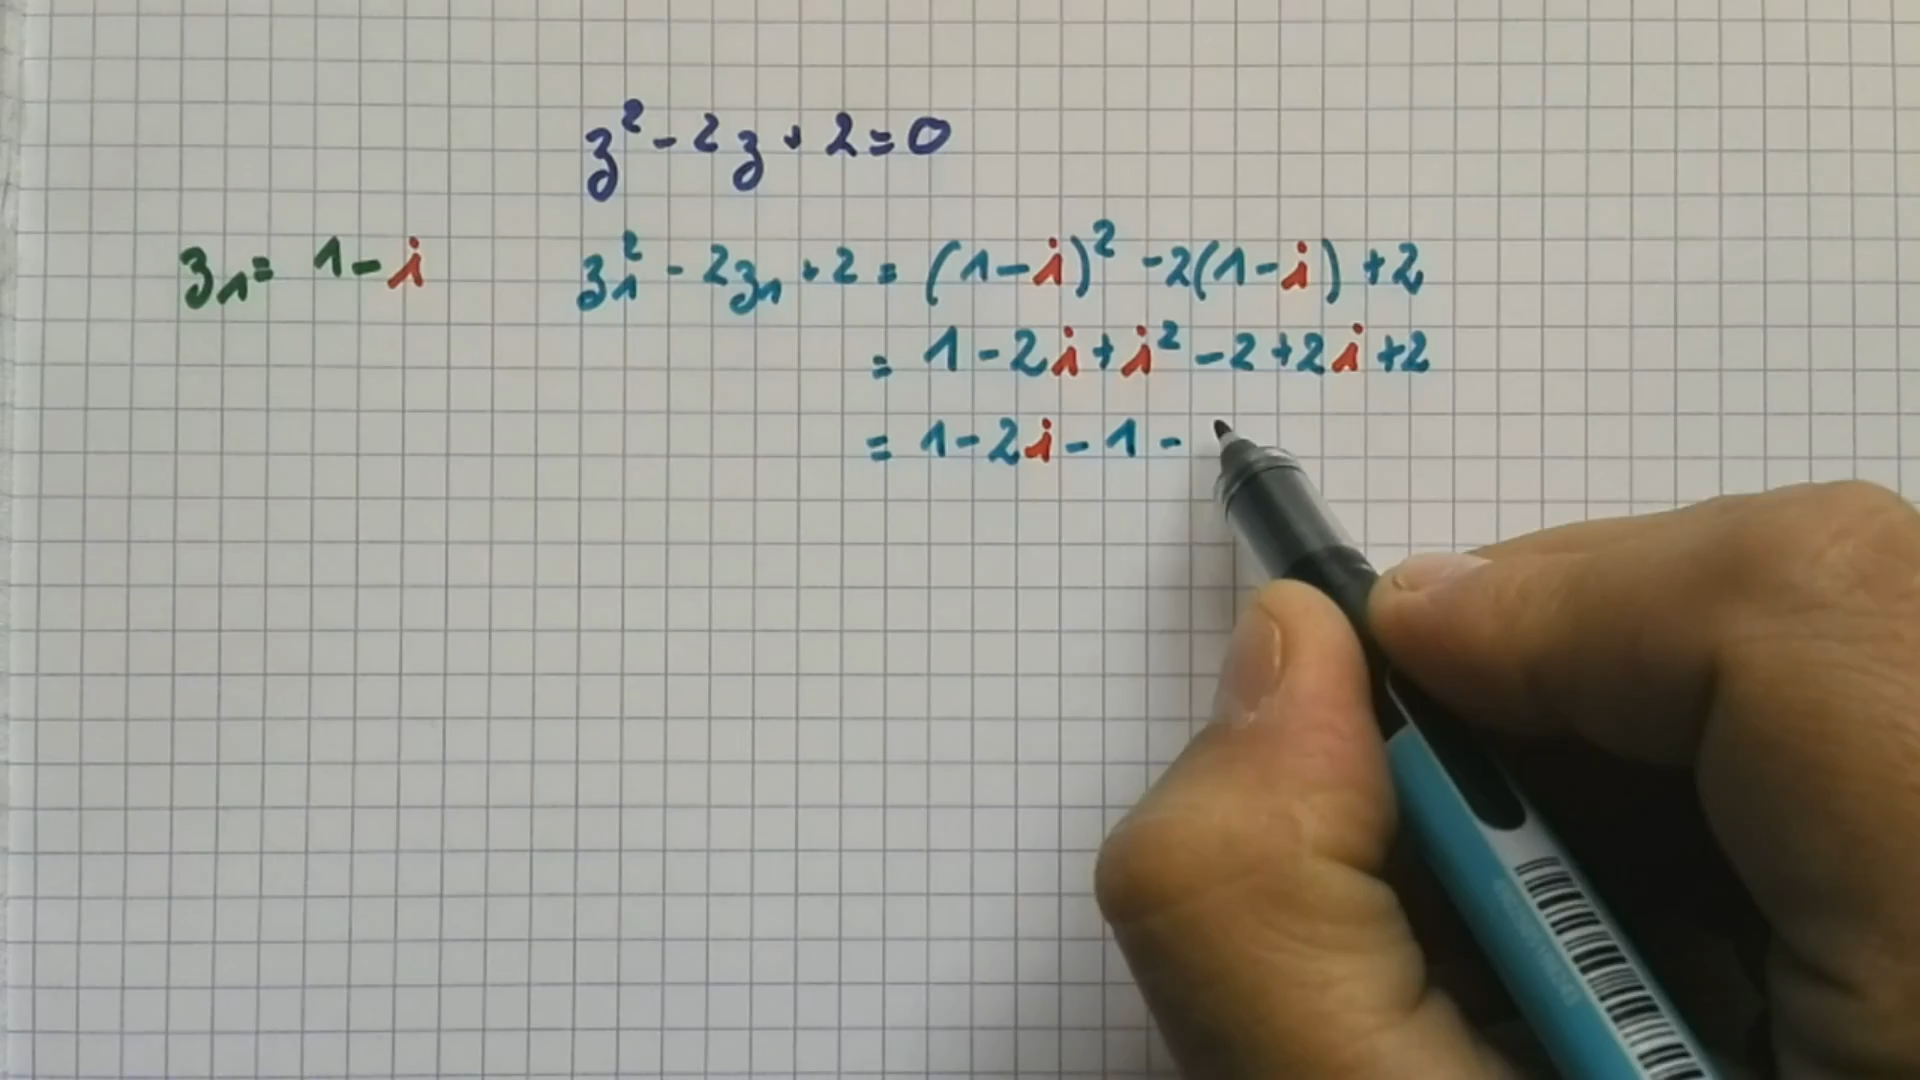 z² - 2z + 2 = 0
z₁ = 1 - i
z₁² - 2z₁ + 2 = (1 - i)² - 2(1 - i) + 2
= 1 - 2i + i² - 2 + 2i + 2
= 1 - 2i - 1 -